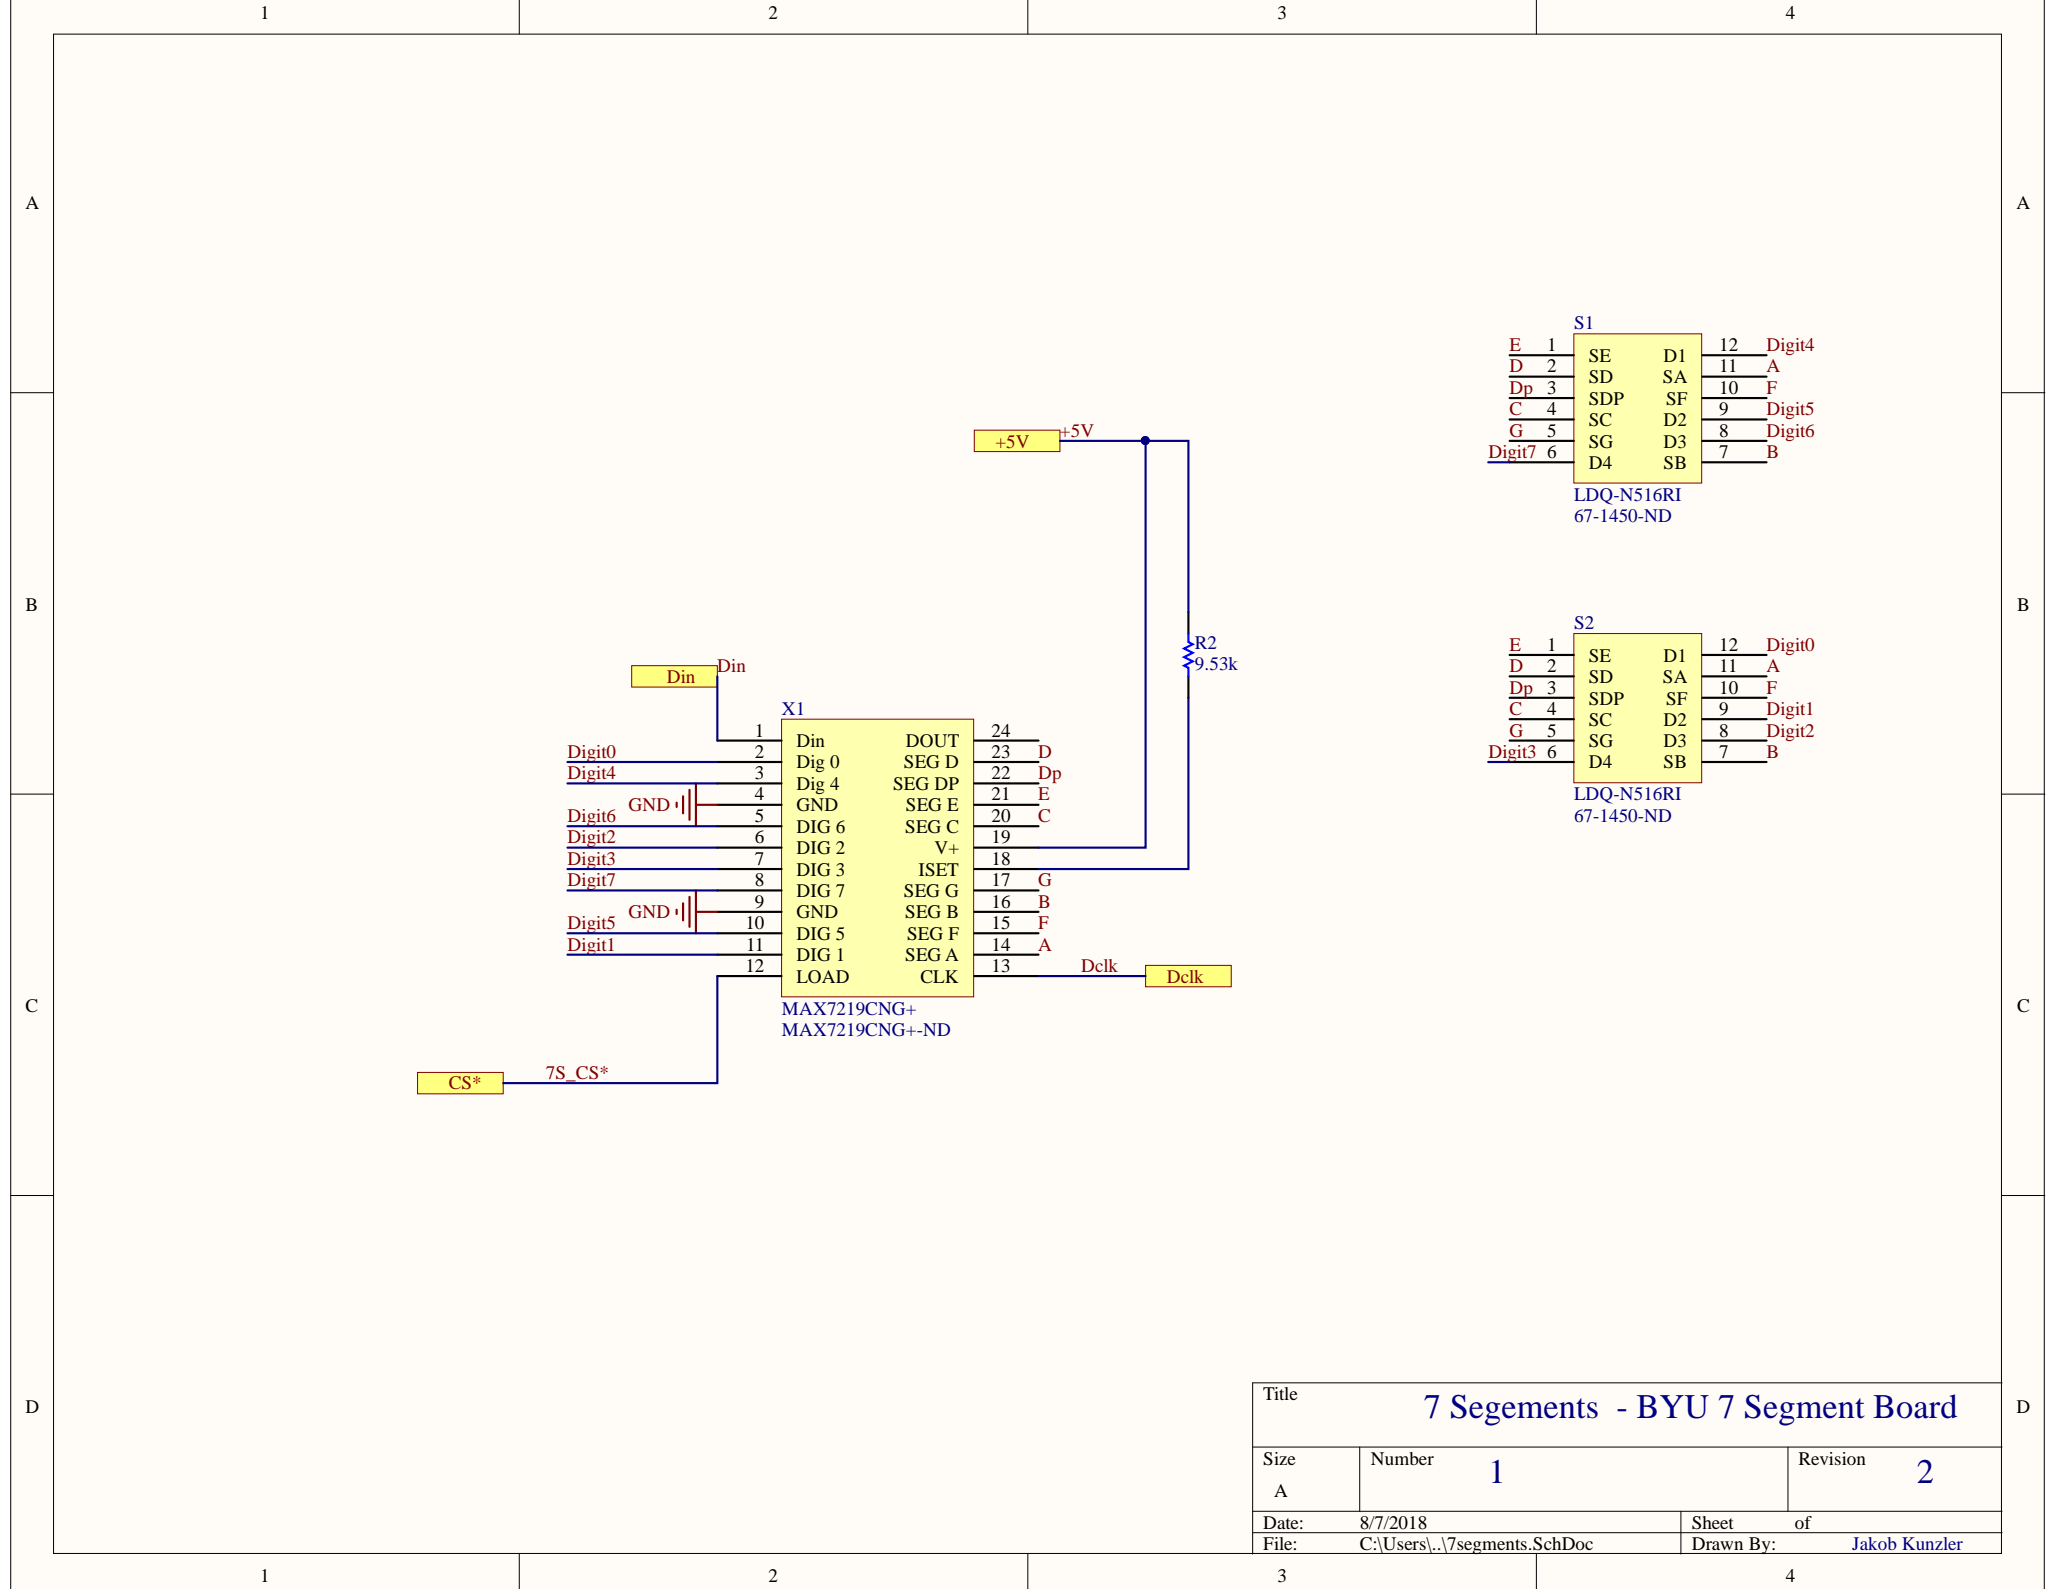 1 2 3 4
A A
S1
E 1 SE D1 12 Digit4
D 2 SD SA 11 A
Dp 3 SDP SF 10 F
C 4 SC D2 9 Digit5
G 5 SG D3 8 Digit6
Digit7 6 D4 SB 7 B
LDQ-N516RI
67-1450-ND
+5V +5V
B B
R2
9.53k
S2
E 1 SE D1 12 Digit0
D 2 SD SA 11 A
Dp 3 SDP SF 10 F
C 4 SC D2 9 Digit1
G 5 SG D3 8 Digit2
Digit3 6 D4 SB 7 B
LDQ-N516RI
67-1450-ND
Din Din
X1
1 Din DOUT 24
Digit0 2 Dig 0 SEG D 23 D
Digit4 3 Dig 4 SEG DP 22 Dp
GND 4 GND SEG E 21 E
Digit6 5 DIG 6 SEG C 20 C
Digit2 6 DIG 2 V+ 19
Digit3 7 DIG 3 ISET 18
Digit7 8 DIG 7 SEG G 17 G
GND 9 GND SEG B 16 B
Digit5 10 DIG 5 SEG F 15 F
Digit1 11 DIG 1 SEG A 14 A
12 LOAD CLK 13 Dclk Dclk
MAX7219CNG+
MAX7219CNG+-ND
C C
CS* 7S_CS*
D D
Title 7 Segements - BYU 7 Segment Board
Size Number 1 Revision 2
A
Date: 8/7/2018 Sheet of
File: C:\Users\..\7segments.SchDoc Drawn By: Jakob Kunzler
1 2 3 4